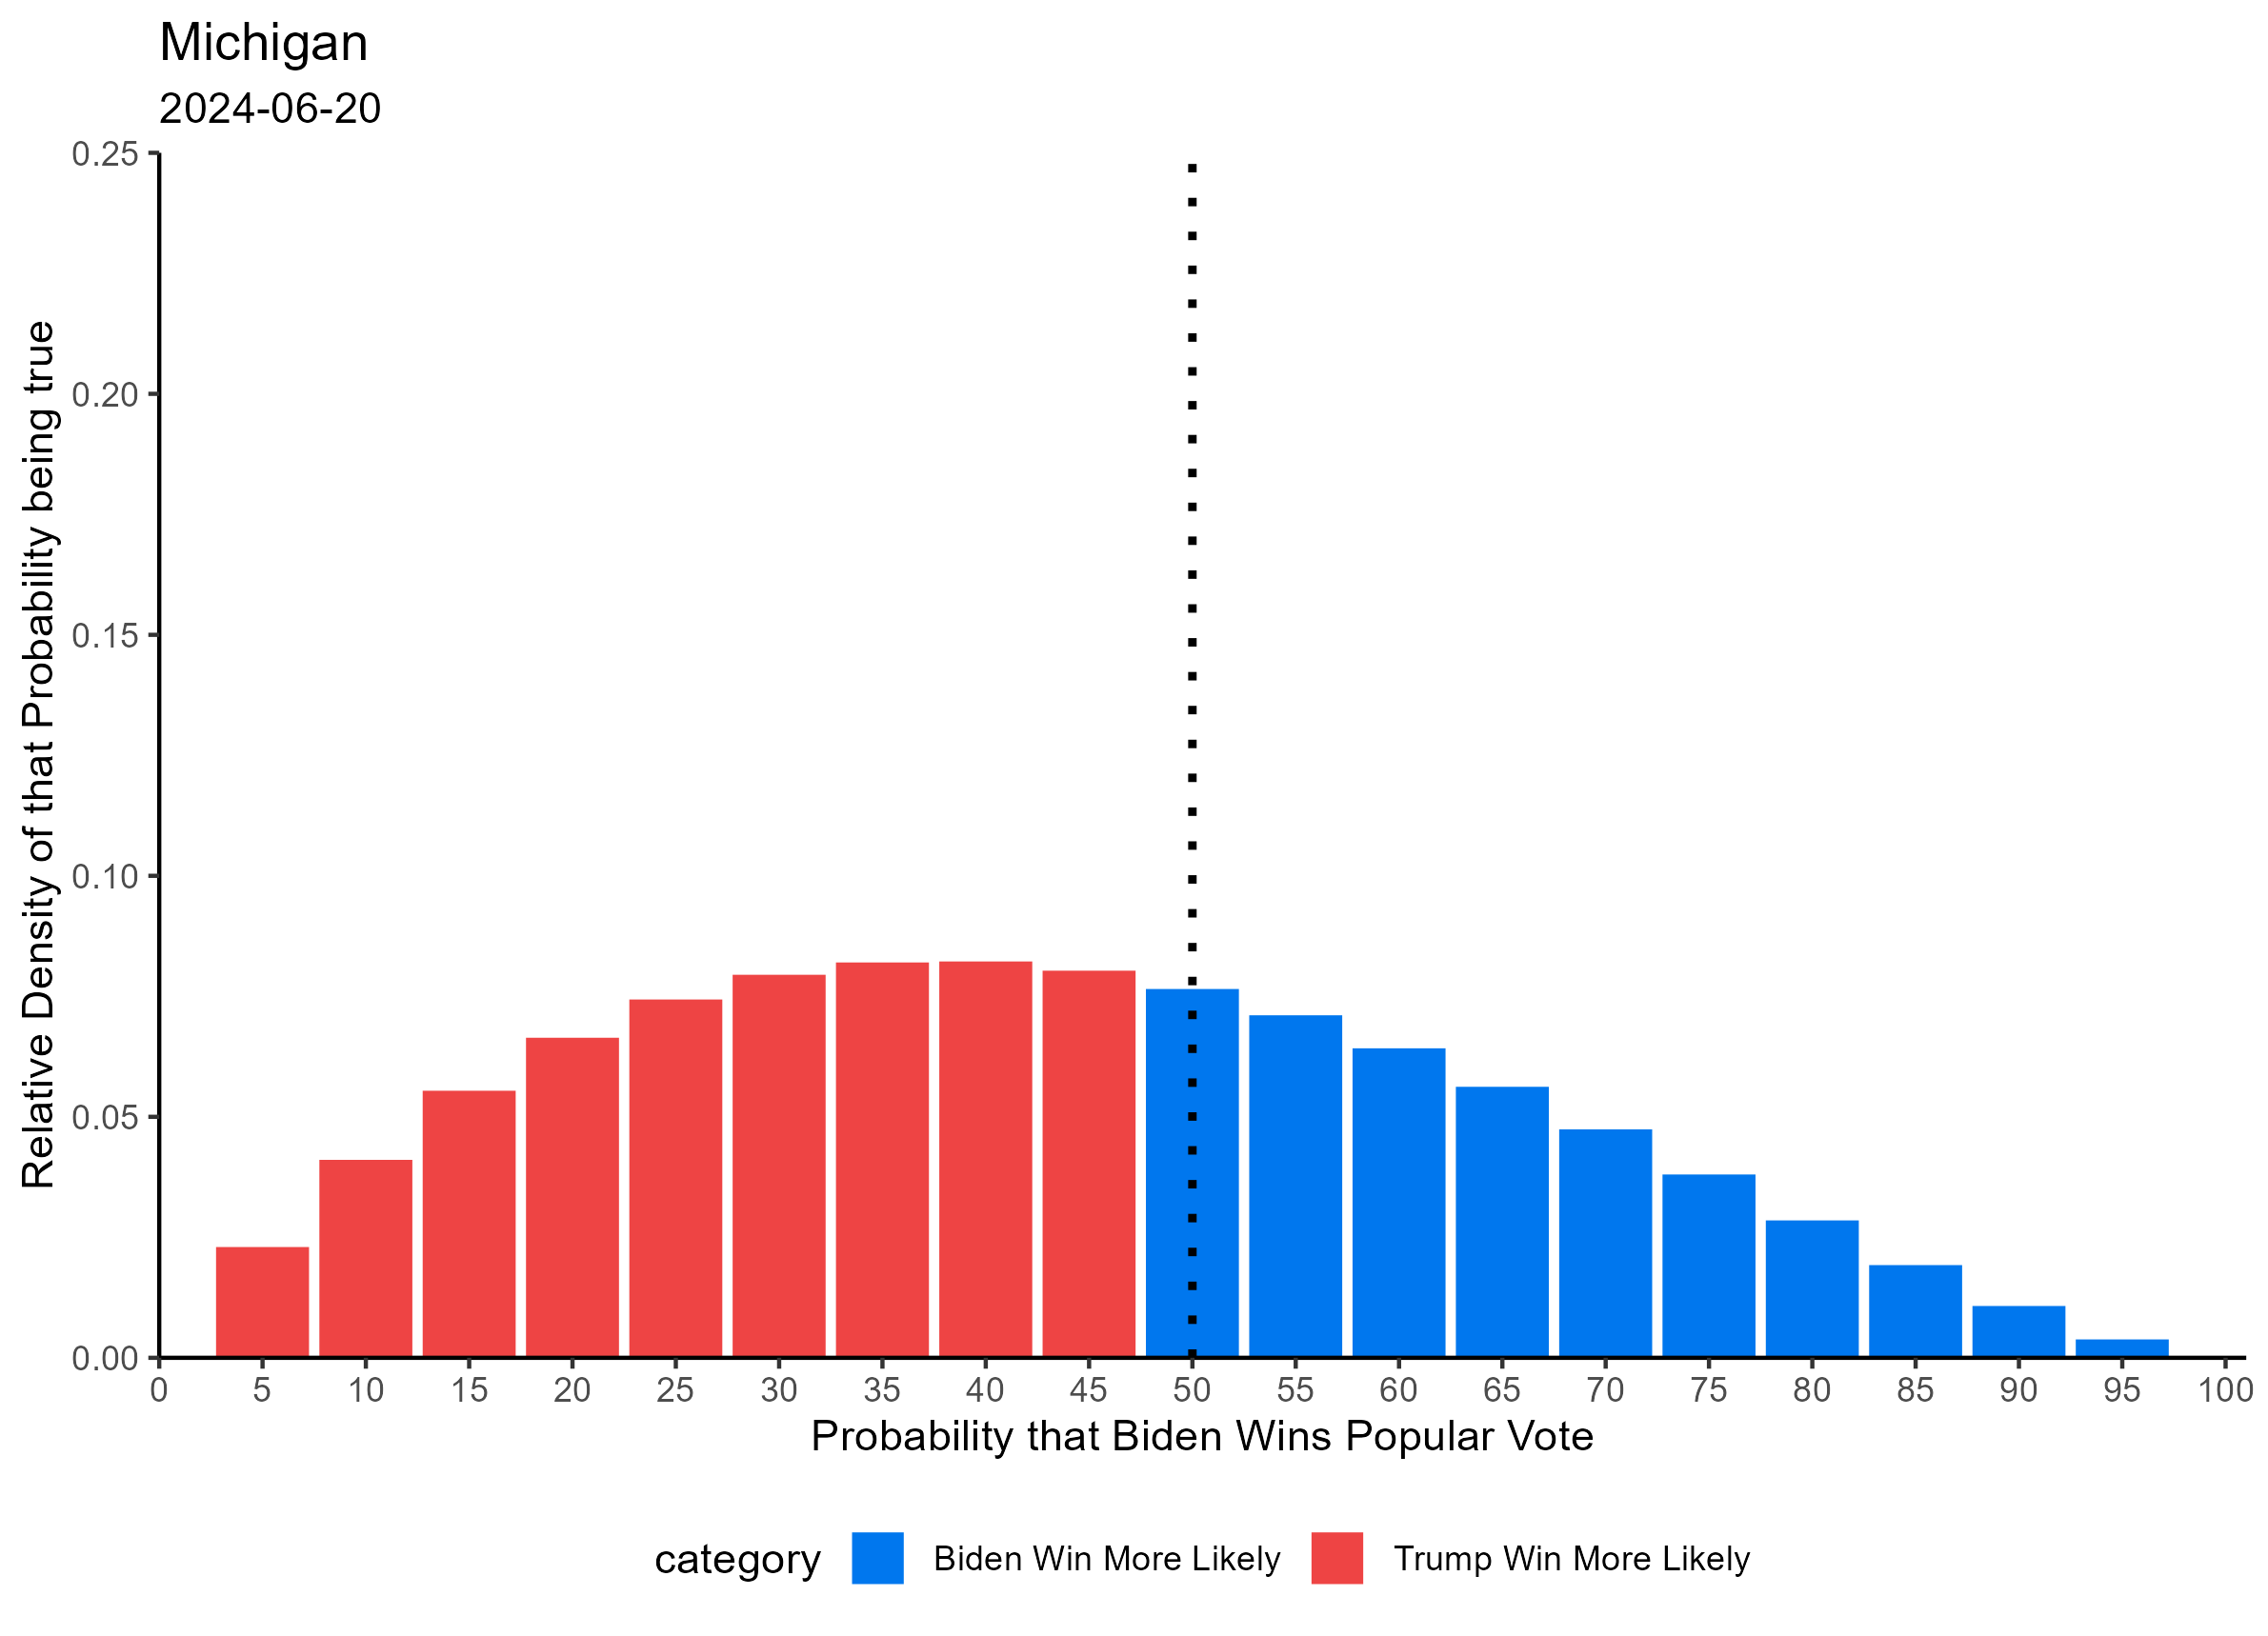 Michigan
2024-06-20
Relative Density of that Probability being true
0.25
0.20
0.15
0.10
0.05
0.00
0 5 10 15 20 25 30 35 40 45 50 55 60 65 70 75 80 85 90 95 100
Probability that Biden Wins Popular Vote
category Biden Win More Likely Trump Win More Likely